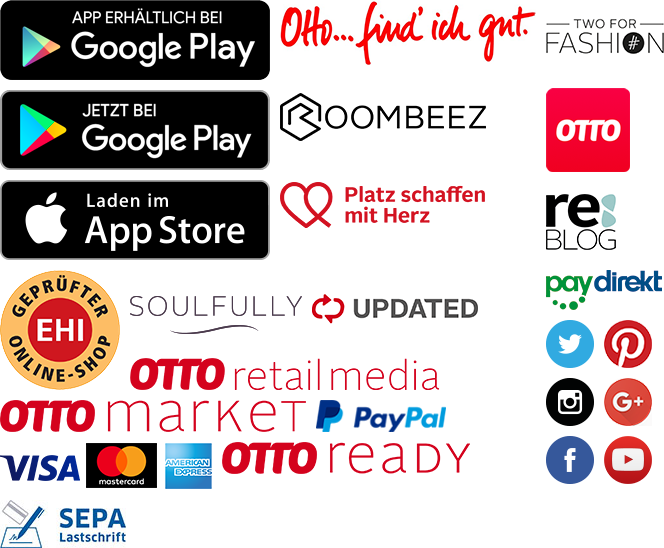 APP ERHÄLTLICH BEI
Google Play
Otto... find' ich gut.
TWO FOR
FASHI#N
JETZT BEI
Google Play
ROOMBEEZ
OTTO
Laden im
App Store
Platz schaffen
mit Herz
re:
BLOG
GEPRÜFTER
EHI
ONLINE-SHOP
SOULFULLY
UPDATED
paydirekt
OTTO retail media
OTTO market
PayPal
G+
VISA
mastercard
AMERICAN
EXPRESS
OTTO ready
f
SEPA
Lastschrift